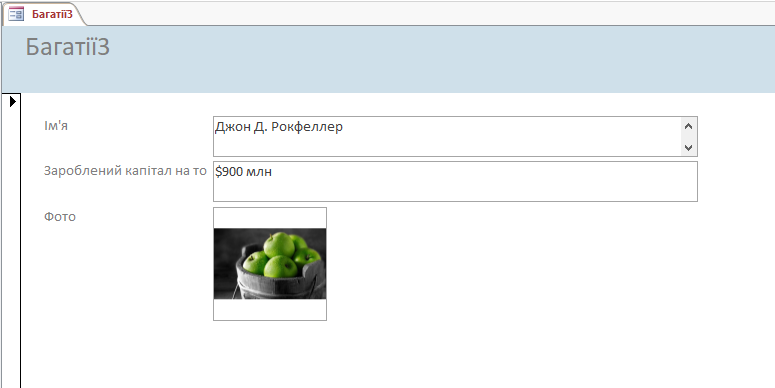 Багатії3
Багатії3
Ім'я
Джон Д. Рокфеллер
Зароблений капітал на то
$900 млн
Фото